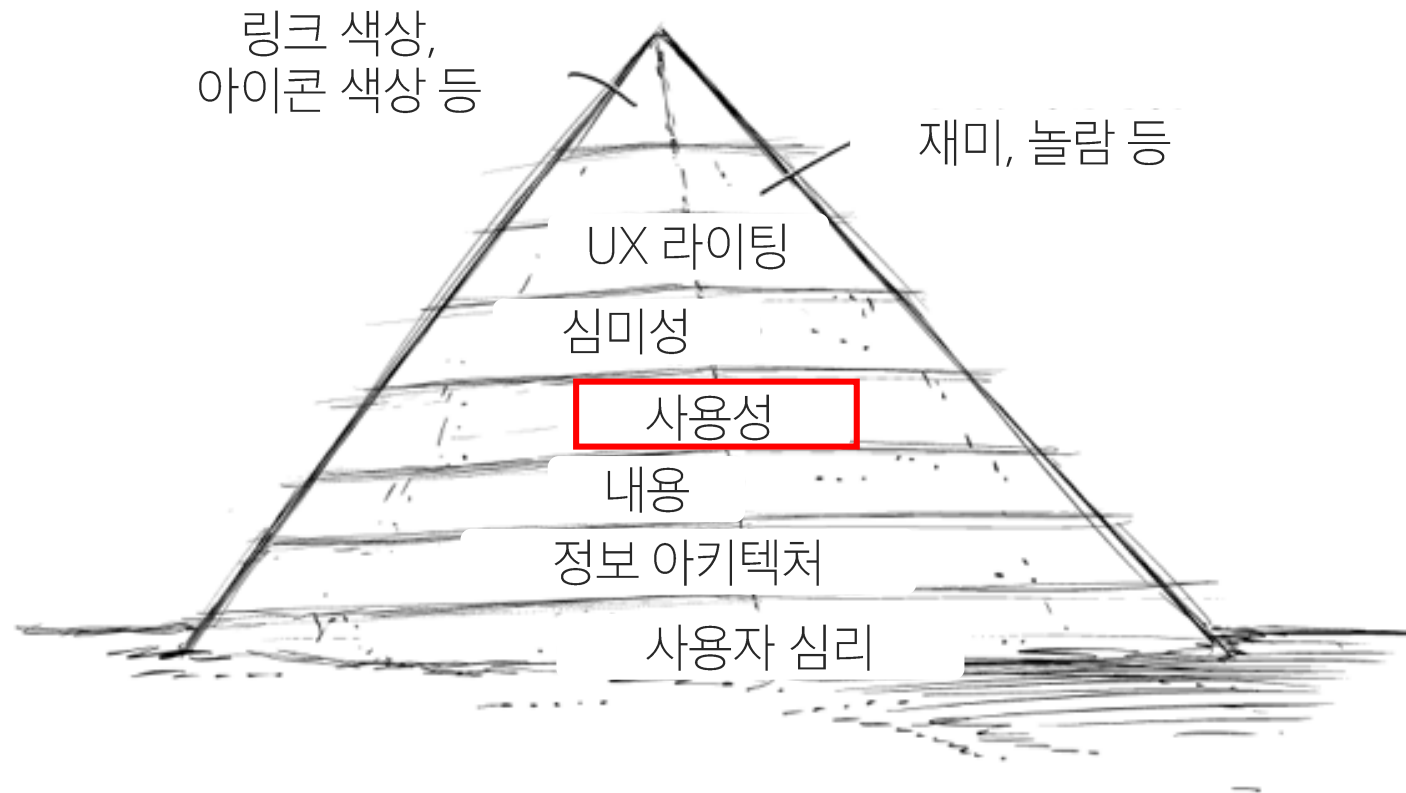 링크 색상,
아이콘 색상 등
재미, 놀람 등
UX 라이팅
심미성
사용성
내용
정보 아키텍처
사용자 심리